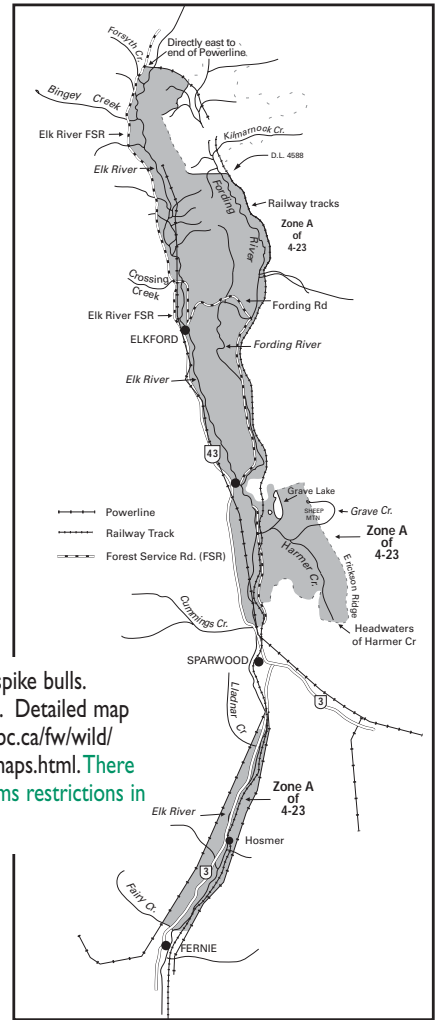 Forsyth Cr.
Directly east to
end of Powerline.
Bingey Creek
Kilmarnock Cr.
Elk River FSR
D.L. 4588
Elk River
Fording
River
Railway tracks
Zone A
of
4-23
Crossing
Creek
Fording Rd
Elk River FSR
ELKFORD
Fording River
Elk River
43
Grave Lake
Powerline
SHEEP
MTN
Grave Cr.
Railway Track
Zone A
of
4-23
Forest Service Rd. (FSR)
Harmer Cr.
Erickson Ridge
Cummings Cr.
Headwaters
of Harmer Cr
SPARWOOD
spike bulls.
. Detailed map
bc.ca/fw/wild/
maps.html. There
ms restrictions in
Lladnar Cr
3
Zone A
of
4-23
Elk River
Hosmer
3
Fairy Cr.
FERNIE